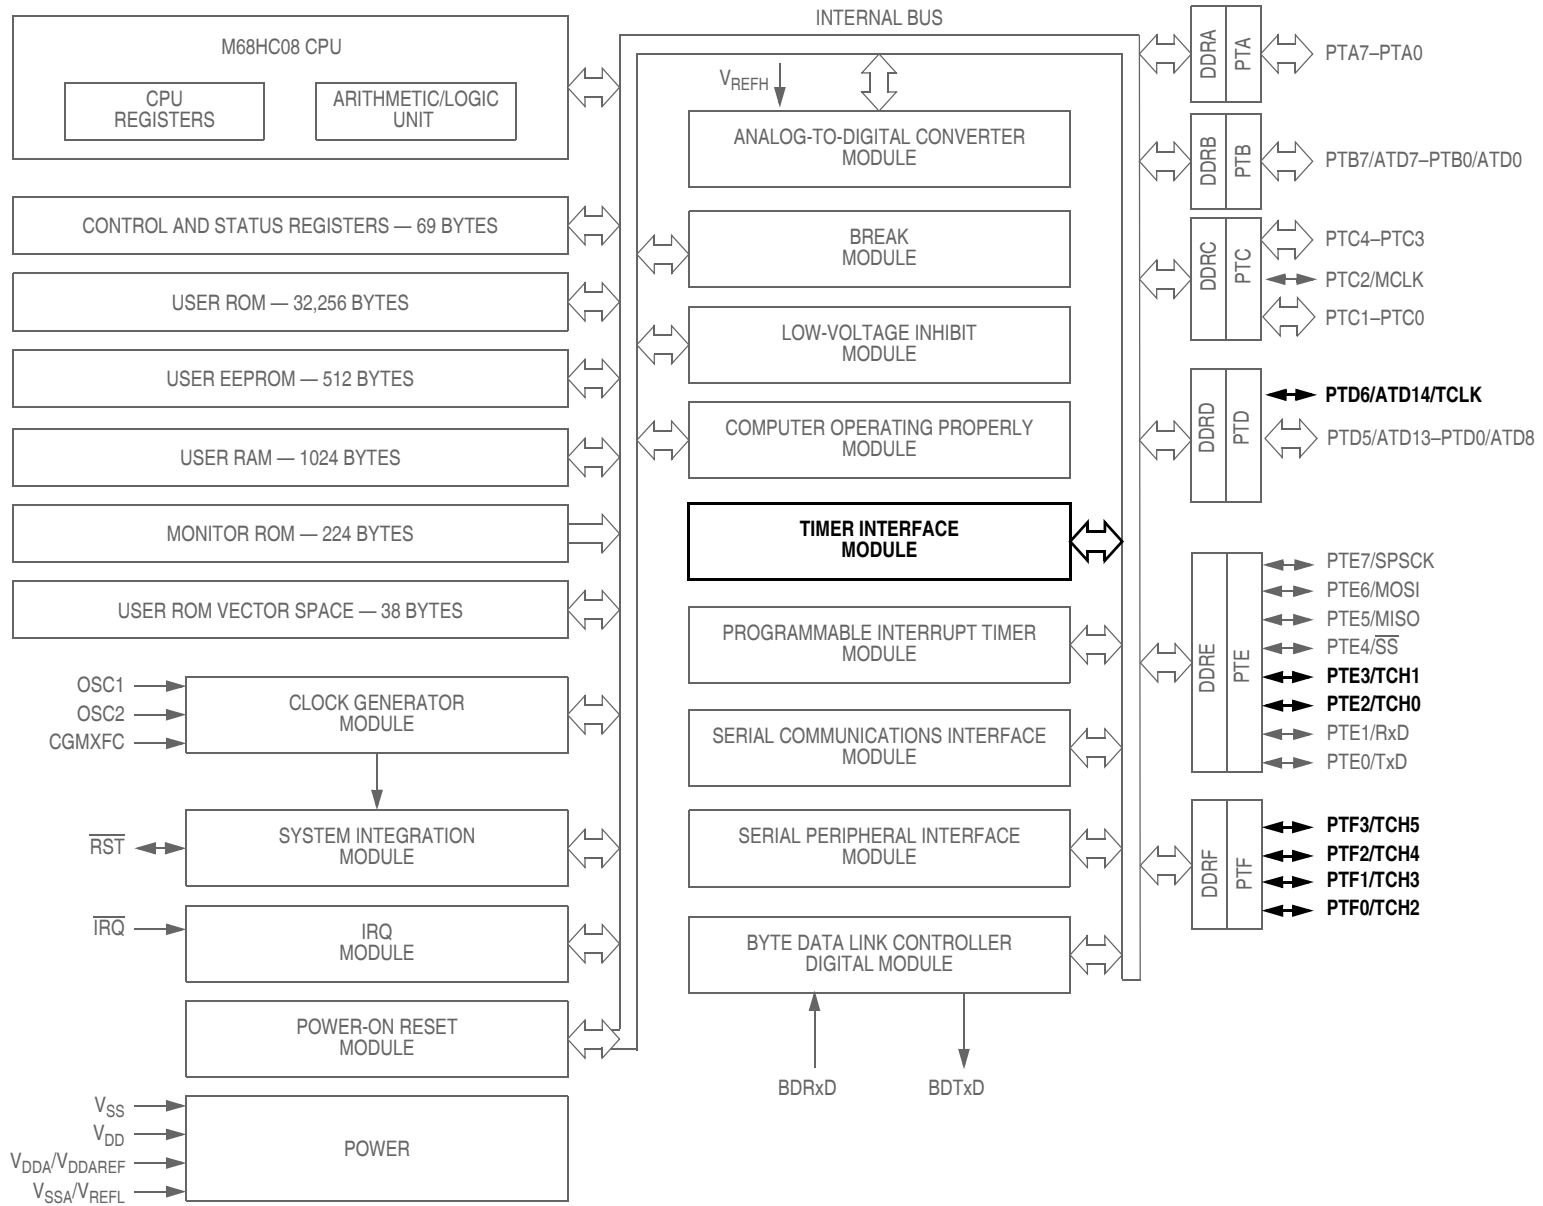 INTERNAL BUS
M68HC08 CPU
CPU
REGISTERS
ARITHMETIC/LOGIC
UNIT
CONTROL AND STATUS REGISTERS — 69 BYTES
USER ROM — 32,256 BYTES
USER EEPROM — 512 BYTES
USER RAM — 1024 BYTES
MONITOR ROM — 224 BYTES
USER ROM VECTOR SPACE — 38 BYTES
OSC1
OSC2
CGMXFC
CLOCK GENERATOR
MODULE
RST
SYSTEM INTEGRATION
MODULE
IRQ
IRQ
MODULE
POWER-ON RESET
MODULE
VSS
VDD
VDDA/VDDAREF
VSSA/VREFL
POWER
VREFH
ANALOG-TO-DIGITAL CONVERTER
MODULE
BREAK
MODULE
LOW-VOLTAGE INHIBIT
MODULE
COMPUTER OPERATING PROPERLY
MODULE
TIMER INTERFACE
MODULE
PROGRAMMABLE INTERRUPT TIMER
MODULE
SERIAL COMMUNICATIONS INTERFACE
MODULE
SERIAL PERIPHERAL INTERFACE
MODULE
BYTE DATA LINK CONTROLLER
DIGITAL MODULE
BDRxD
BDTxD
DDRA
PTA
PTA7–PTA0
DDRB
PTB
PTB7/ATD7–PTB0/ATD0
DDRC
PTC
PTC4–PTC3
PTC2/MCLK
PTC1–PTC0
DDRD
PTD
PTD6/ATD14/TCLK
PTD5/ATD13–PTD0/ATD8
DDRE
PTE
PTE7/SPSCK
PTE6/MOSI
PTE5/MISO
PTE4/SS
PTE3/TCH1
PTE2/TCH0
PTE1/RxD
PTE0/TxD
DDRF
PTF
PTF3/TCH5
PTF2/TCH4
PTF1/TCH3
PTF0/TCH2